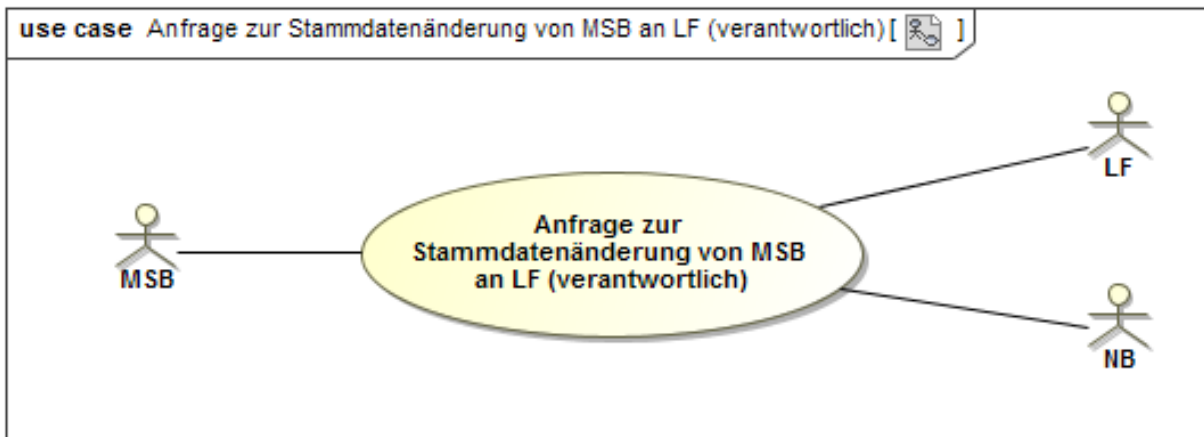 use case Anfrage zur Stammdatenänderung von MSB an LF (verantwortlich) [ ]
LF
Anfrage zur
Stammdatenänderung von MSB
an LF (verantwortlich)
MSB
NB